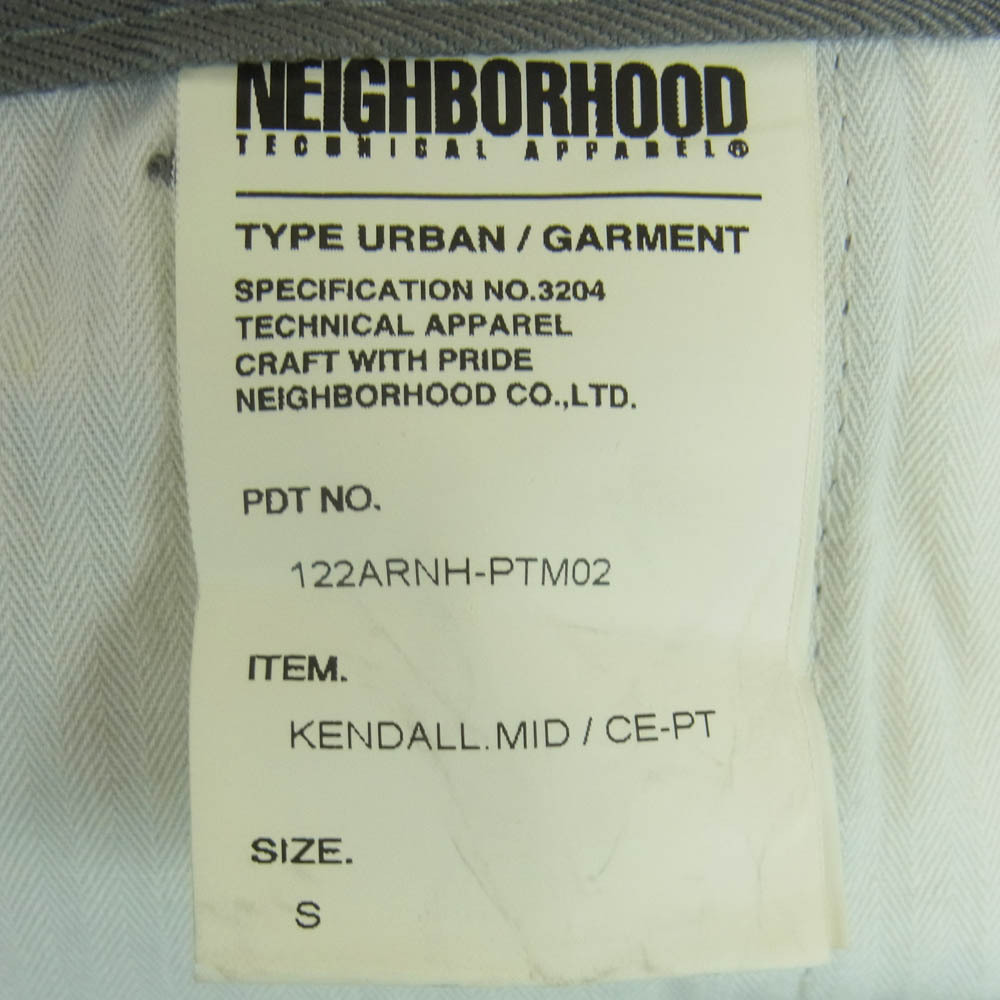 NEIGHBORHOOD
TECHNICAL APPAREL®
TYPE URBAN / GARMENT
SPECIFICATION NO.3204
TECHNICAL APPAREL
CRAFT WITH PRIDE
NEIGHBORHOOD CO.,LTD.
PDT NO.
122ARNH-PTM02
ITEM.
KENDALL.MID / CE-PT
SIZE.
S